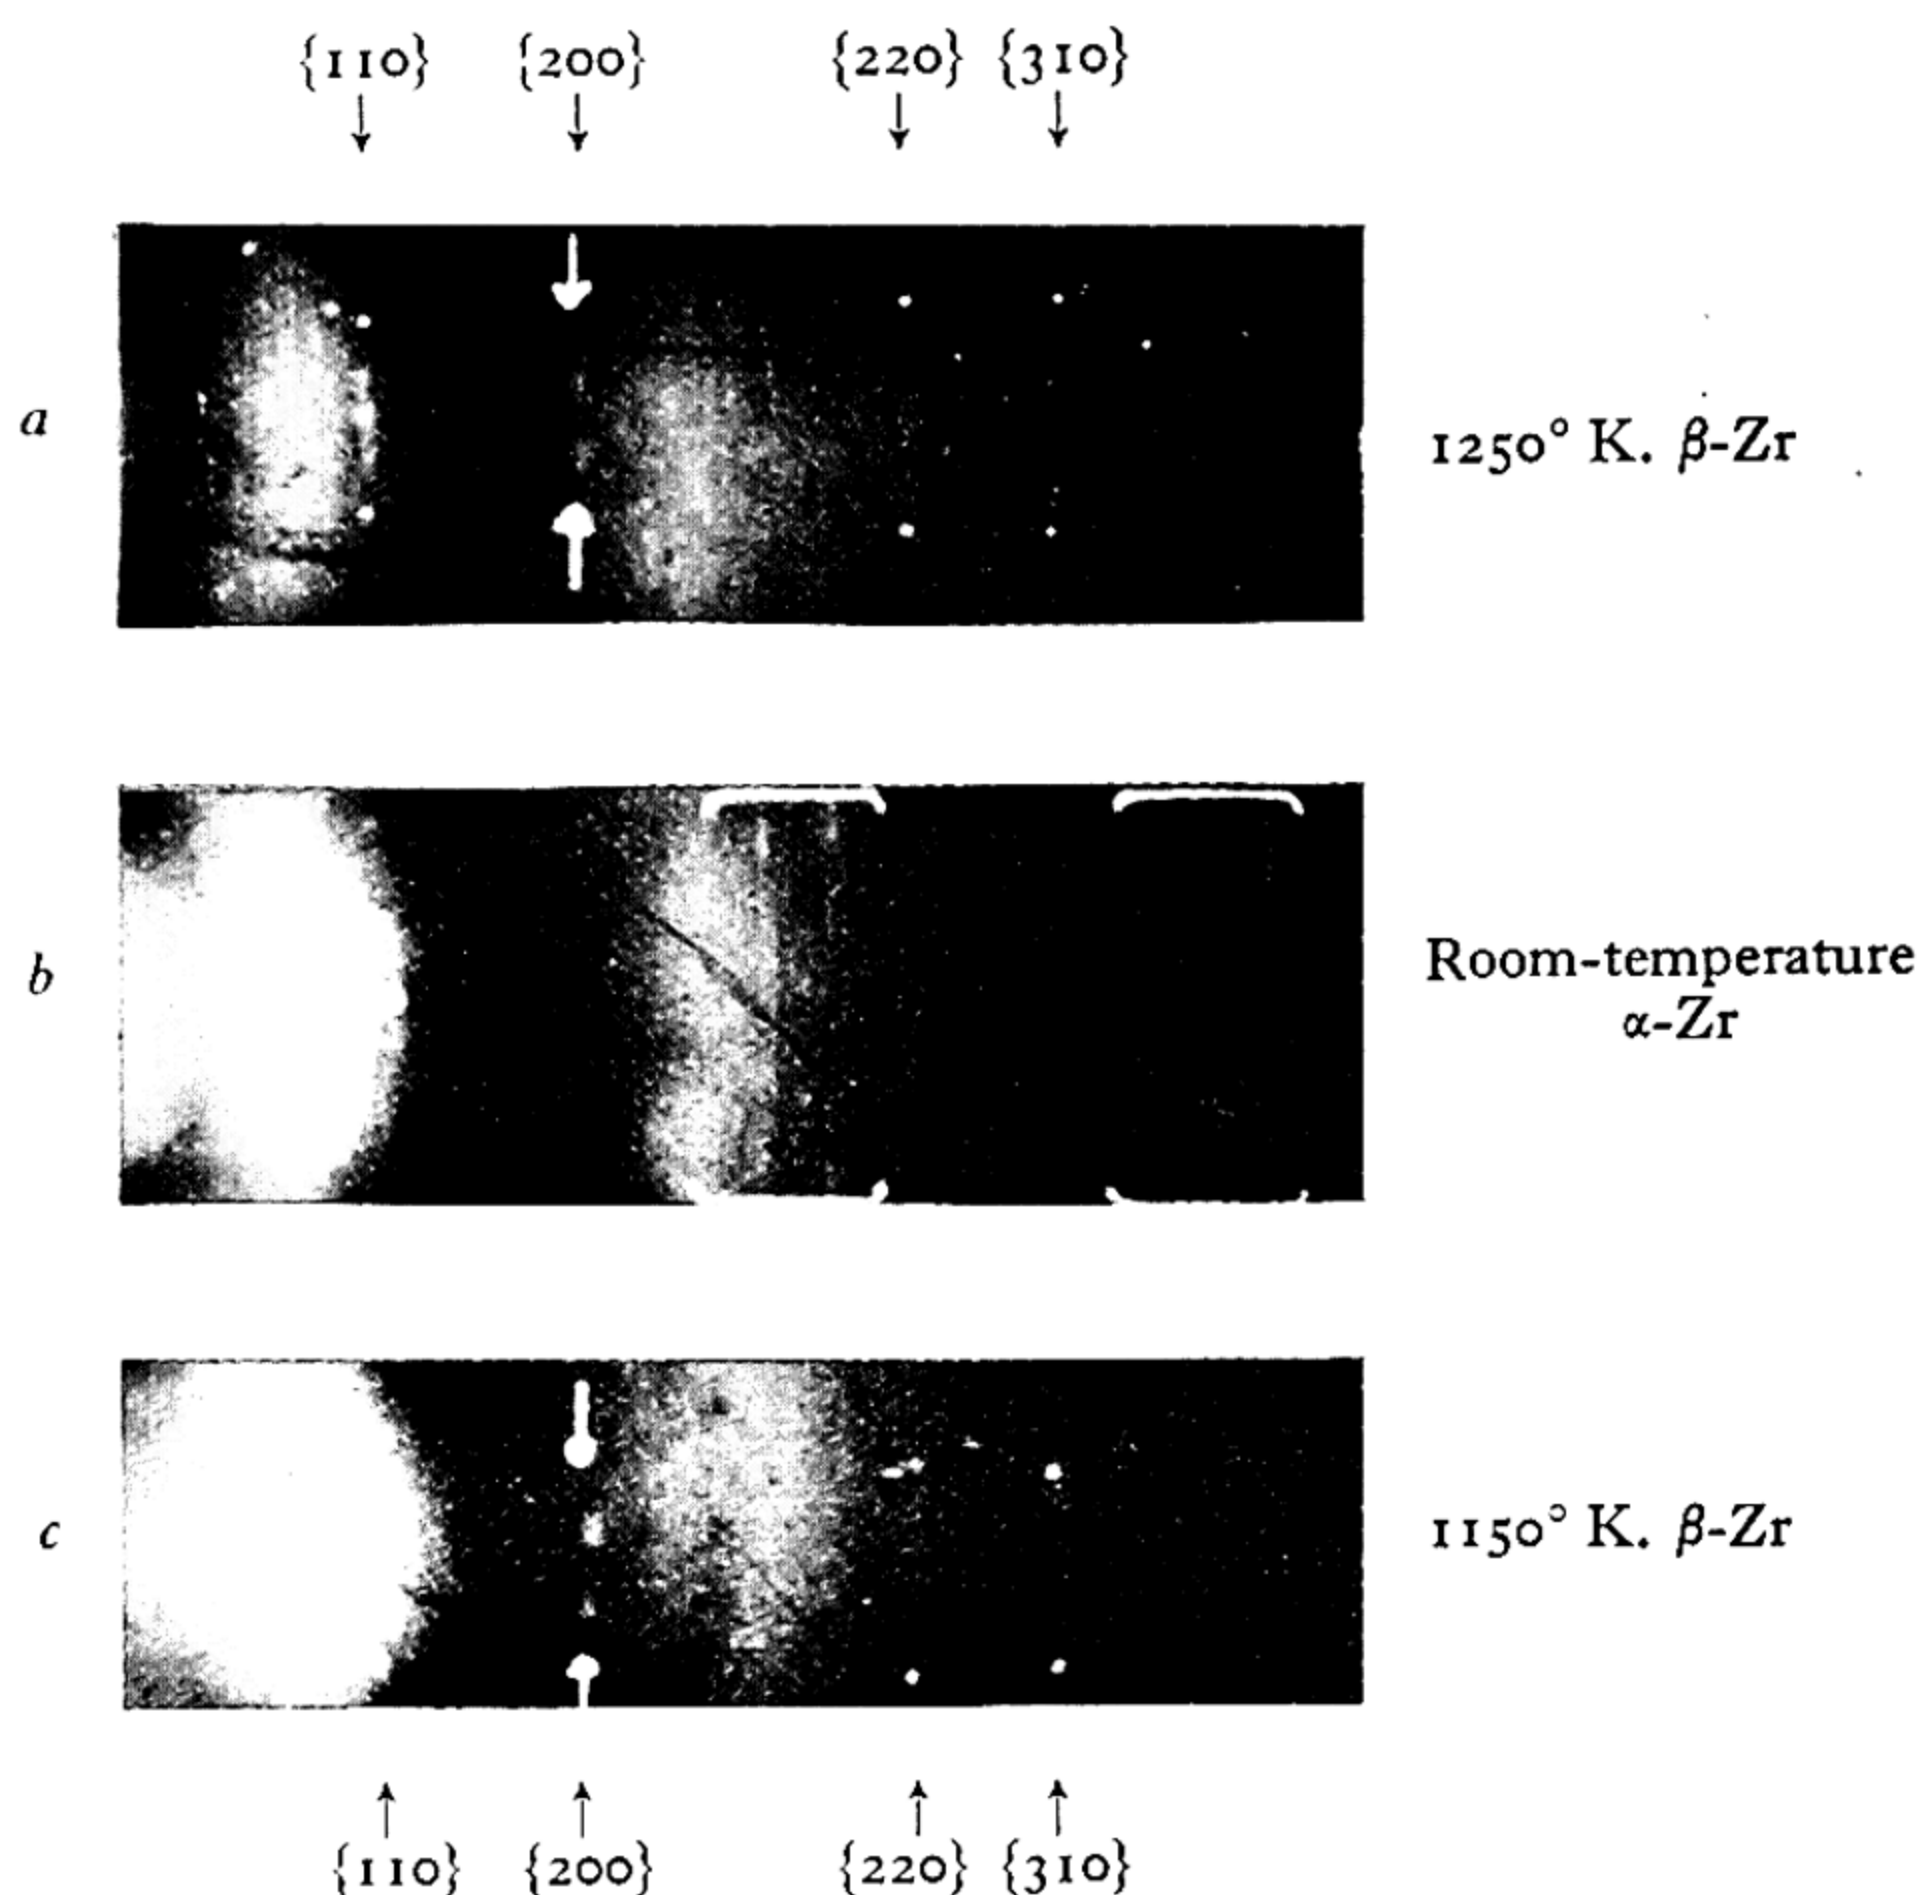 {110} {200} {220} {310}
a
1250° K. β-Zr
b
Room-temperature
α-Zr
c
1150° K. β-Zr
{110} {200} {220} {310}